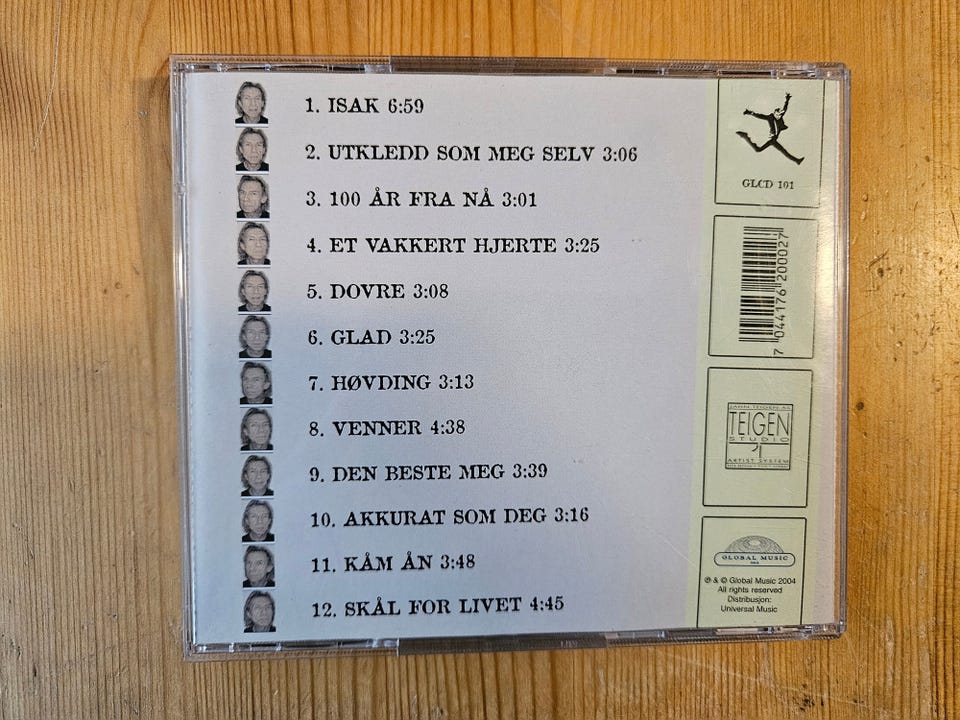 1. ISAK 6:59
2. UTKLEDD SOM MEG SELV 3:06
3. 100 ÅR FRA NÅ 3:01
4. ET VAKKERT HJERTE 3:25
5. DOVRE 3:08
6. GLAD 3:25
7. HØVDING 3:13
8. VENNER 4:38
9. DEN BESTE MEG 3:39
10. AKKURAT SOM DEG 3:16
11. KÅM ÅN 3:48
12. SKÅL FOR LIVET 4:45
GLCD 101
7 044176 200027
JAHN TEIGEN AS
TEIGEN
STUDIO
ARTIST SYSTEM
GLOBAL MUSIC
℗ & © Global Music 2004
All rights reserved
Distribusjon:
Universal Music